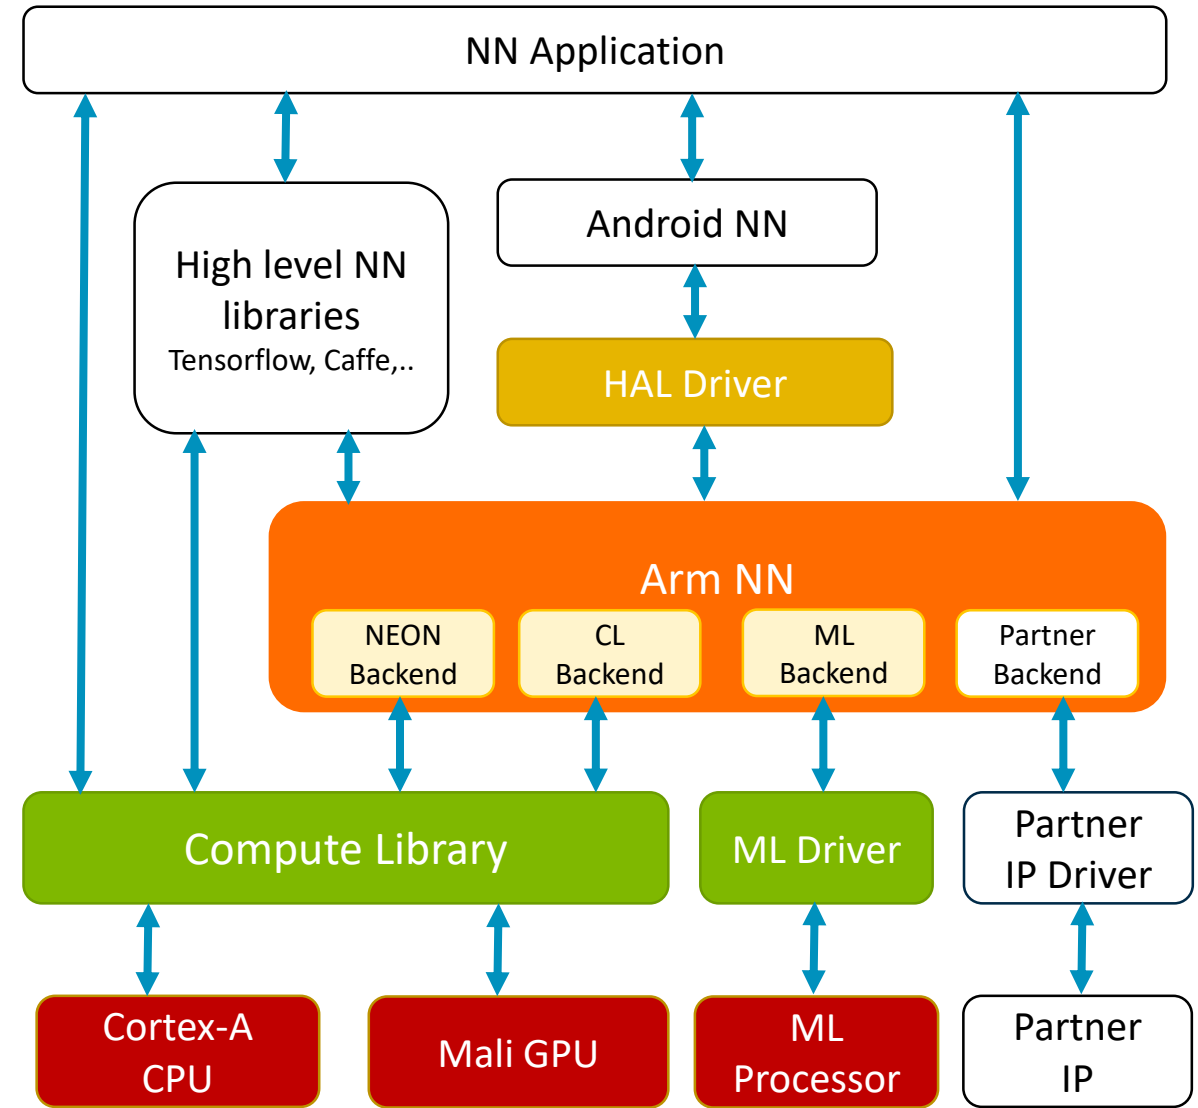 NN Application
High level NN
libraries
Tensorflow, Caffe,..
Android NN
HAL Driver
Arm NN
NEON
Backend
CL
Backend
ML
Backend
Partner
Backend
Compute Library
ML Driver
Partner
IP Driver
Cortex-A
CPU
Mali GPU
ML
Processor
Partner
IP